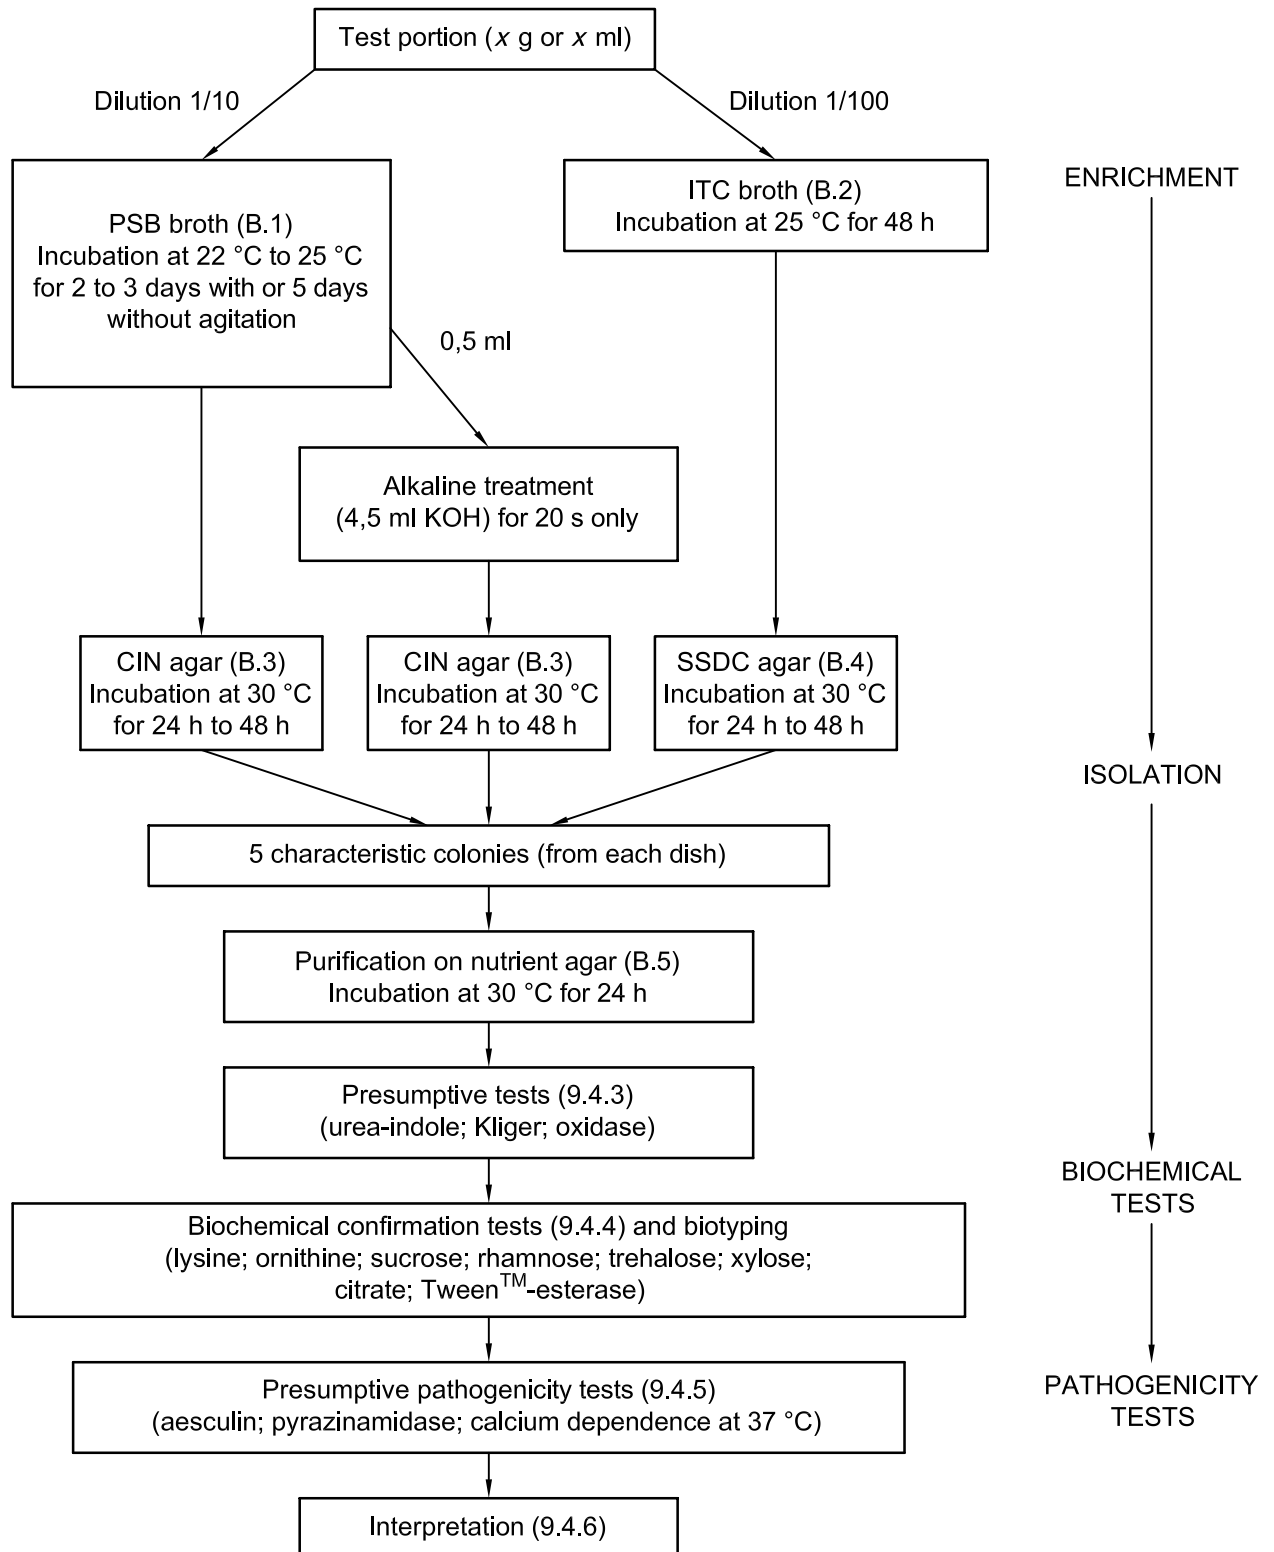 Test portion (x g or x ml)
Dilution 1/10
Dilution 1/100
PSB broth (B.1)
Incubation at 22 °C to 25 °C
for 2 to 3 days with or 5 days
without agitation
ITC broth (B.2)
Incubation at 25 °C for 48 h
ENRICHMENT
0,5 ml
Alkaline treatment
(4,5 ml KOH) for 20 s only
CIN agar (B.3)
Incubation at 30 °C
for 24 h to 48 h
CIN agar (B.3)
Incubation at 30 °C
for 24 h to 48 h
SSDC agar (B.4)
Incubation at 30 °C
for 24 h to 48 h
ISOLATION
5 characteristic colonies (from each dish)
Purification on nutrient agar (B.5)
Incubation at 30 °C for 24 h
Presumptive tests (9.4.3)
(urea-indole; Kliger; oxidase)
BIOCHEMICAL
TESTS
Biochemical confirmation tests (9.4.4) and biotyping
(lysine; ornithine; sucrose; rhamnose; trehalose; xylose;
citrate; Tween™-esterase)
Presumptive pathogenicity tests (9.4.5)
(aesculin; pyrazinamidase; calcium dependence at 37 °C)
PATHOGENICITY
TESTS
Interpretation (9.4.6)